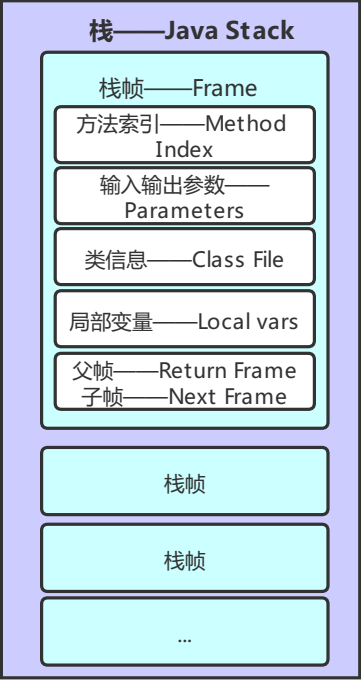 栈——Java Stack
栈帧——Frame
方法索引——Method
Index
输入输出参数——
Parameters
类信息——Class File
局部变量——Local vars
父帧——Return Frame
子帧——Next Frame
栈帧
栈帧
...